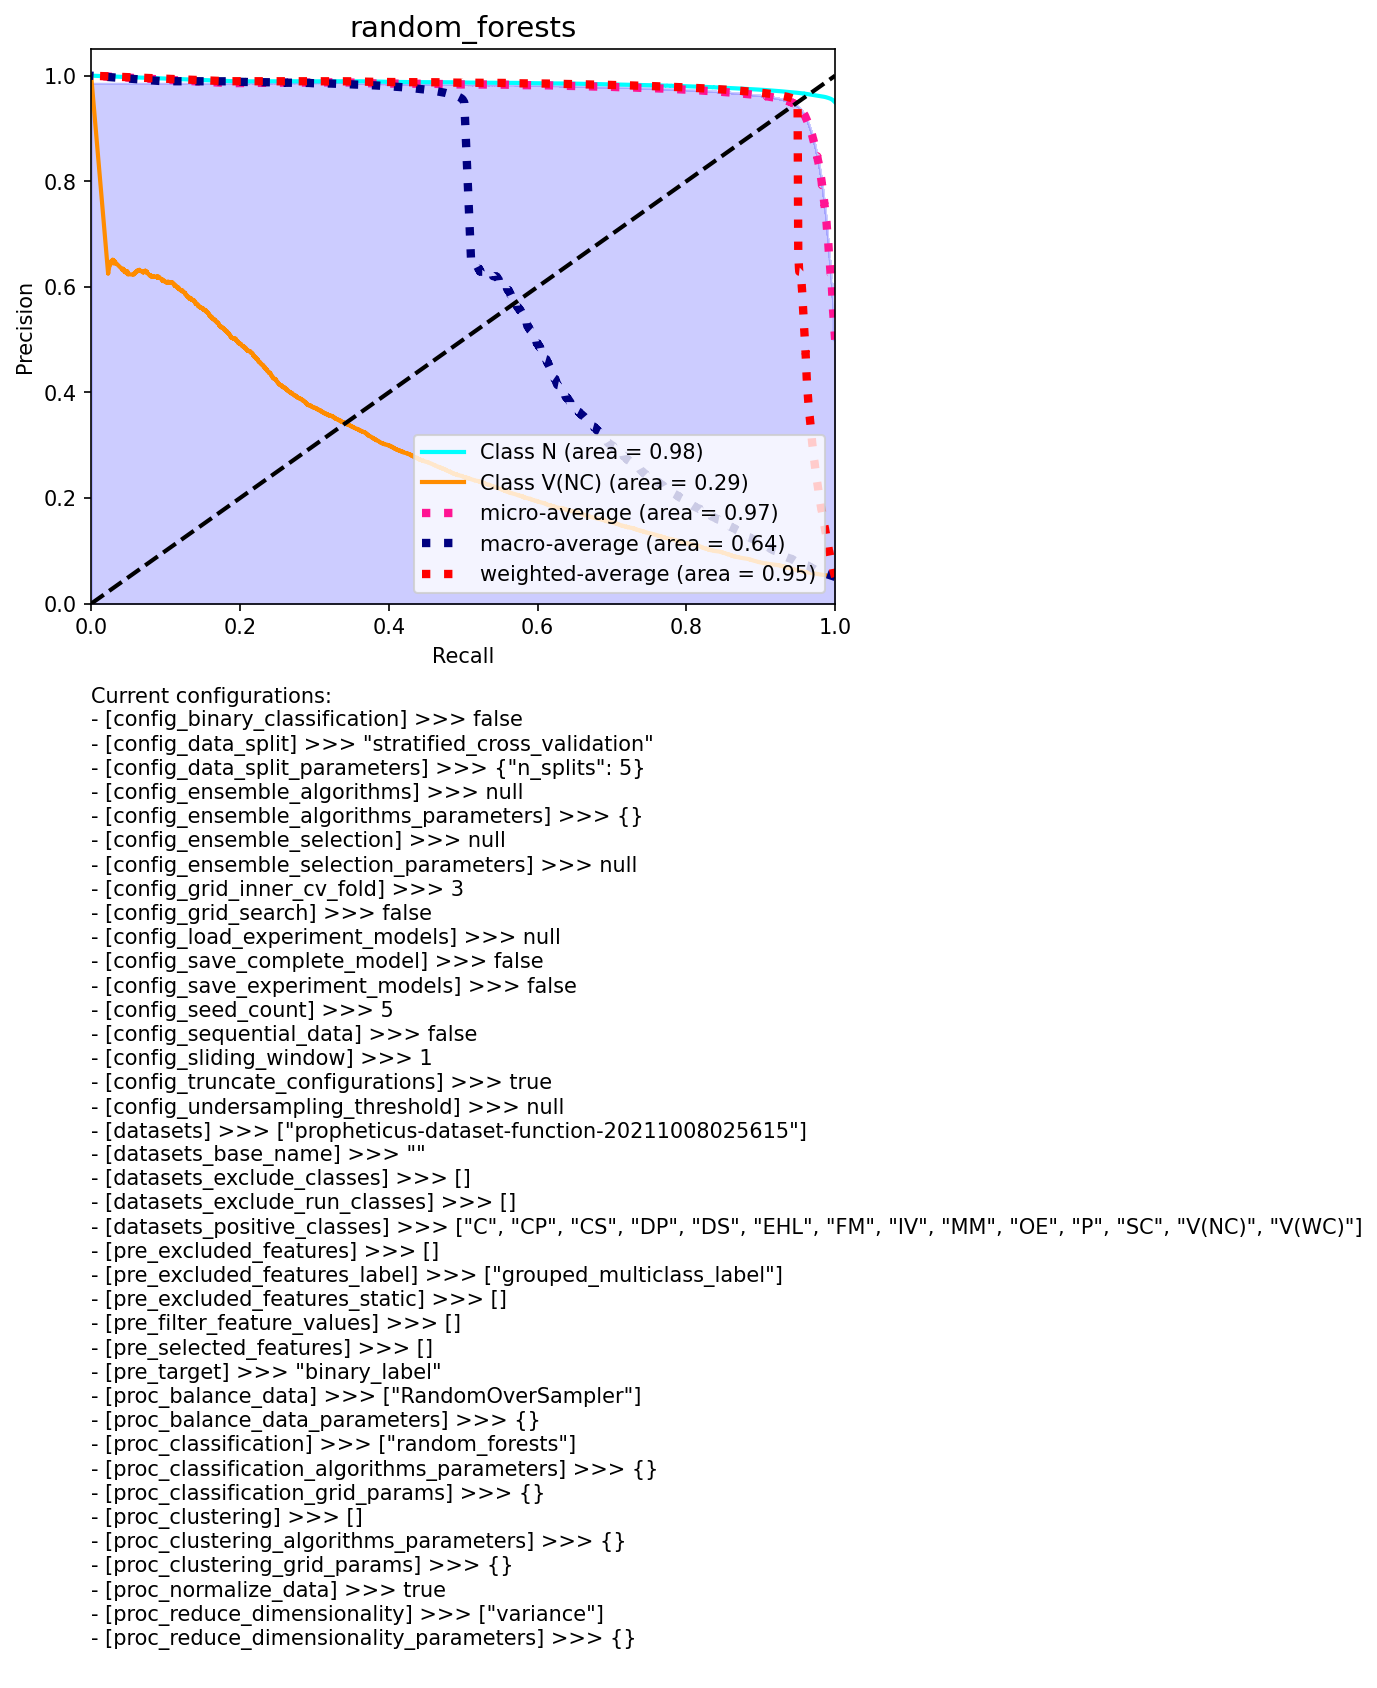 random_forests
1.0
0.8
0.6
0.4
0.2
0.0
Precision
0.0 0.2 0.4 0.6 0.8 1.0
Recall
Class N (area = 0.98)
Class V(NC) (area = 0.29)
micro-average (area = 0.97)
macro-average (area = 0.64)
weighted-average (area = 0.95)
Current configurations:
- [config_binary_classification] >>> false
- [config_data_split] >>> "stratified_cross_validation"
- [config_data_split_parameters] >>> {"n_splits": 5}
- [config_ensemble_algorithms] >>> null
- [config_ensemble_algorithms_parameters] >>> {}
- [config_ensemble_selection] >>> null
- [config_ensemble_selection_parameters] >>> null
- [config_grid_inner_cv_fold] >>> 3
- [config_grid_search] >>> false
- [config_load_experiment_models] >>> null
- [config_save_complete_model] >>> false
- [config_save_experiment_models] >>> false
- [config_seed_count] >>> 5
- [config_sequential_data] >>> false
- [config_sliding_window] >>> 1
- [config_truncate_configurations] >>> true
- [config_undersampling_threshold] >>> null
- [datasets] >>> ["propheticus-dataset-function-20211008025615"]
- [datasets_base_name] >>> ""
- [datasets_exclude_classes] >>> []
- [datasets_exclude_run_classes] >>> []
- [datasets_positive_classes] >>> ["C", "CP", "CS", "DP", "DS", "EHL", "FM", "IV", "MM", "OE", "P", "SC", "V(NC)", "V(WC)"]
- [pre_excluded_features] >>> []
- [pre_excluded_features_label] >>> ["grouped_multiclass_label"]
- [pre_excluded_features_static] >>> []
- [pre_filter_feature_values] >>> []
- [pre_selected_features] >>> []
- [pre_target] >>> "binary_label"
- [proc_balance_data] >>> ["RandomOverSampler"]
- [proc_balance_data_parameters] >>> {}
- [proc_classification] >>> ["random_forests"]
- [proc_classification_algorithms_parameters] >>> {}
- [proc_classification_grid_params] >>> {}
- [proc_clustering] >>> []
- [proc_clustering_algorithms_parameters] >>> {}
- [proc_clustering_grid_params] >>> {}
- [proc_normalize_data] >>> true
- [proc_reduce_dimensionality] >>> ["variance"]
- [proc_reduce_dimensionality_parameters] >>> {}